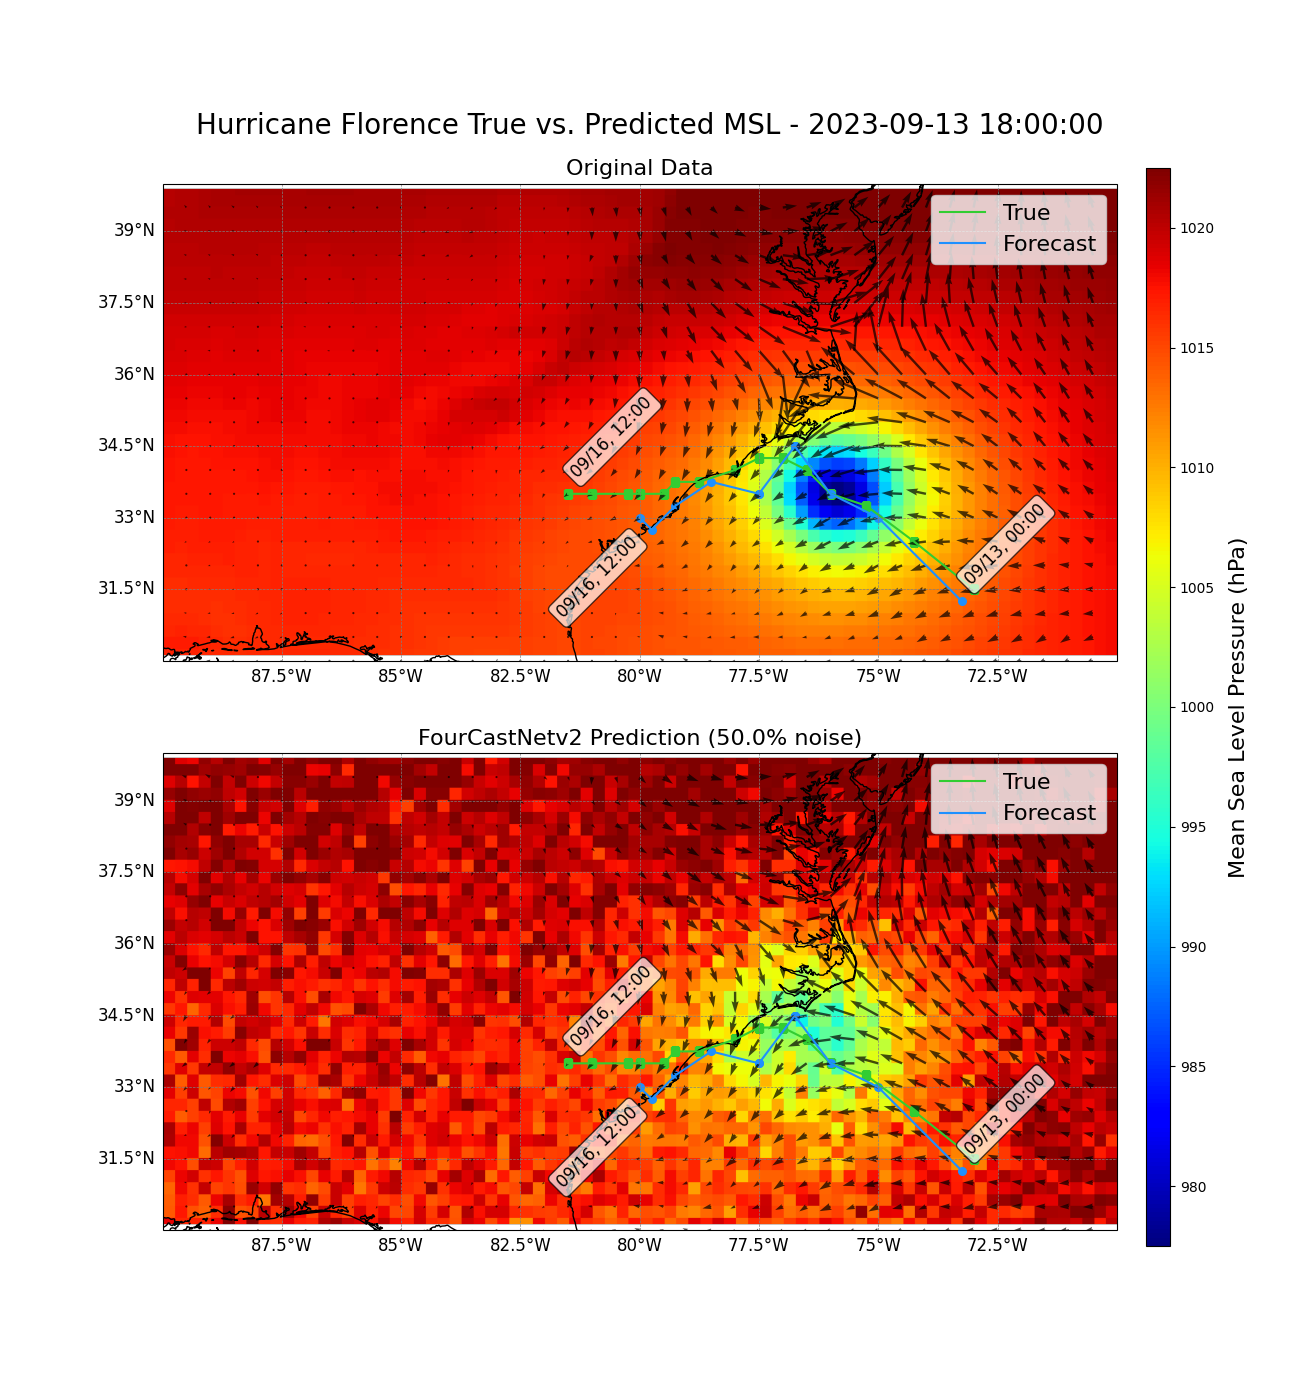 Hurricane Florence True vs. Predicted MSL - 2023-09-13 18:00:00
Original Data
True
Forecast
39°N
37.5°N
36°N
34.5°N
33°N
31.5°N
09/16, 12:00
09/16, 12:00
09/13, 00:00
87.5°W 85°W 82.5°W 80°W 77.5°W 75°W 72.5°W
FourCastNetv2 Prediction (50.0% noise)
True
Forecast
39°N
37.5°N
36°N
34.5°N
33°N
31.5°N
09/16, 12:00
09/16, 12:00
09/13, 00:00
87.5°W 85°W 82.5°W 80°W 77.5°W 75°W 72.5°W
1020
1015
1010
1005
1000
995
990
985
980
Mean Sea Level Pressure (hPa)